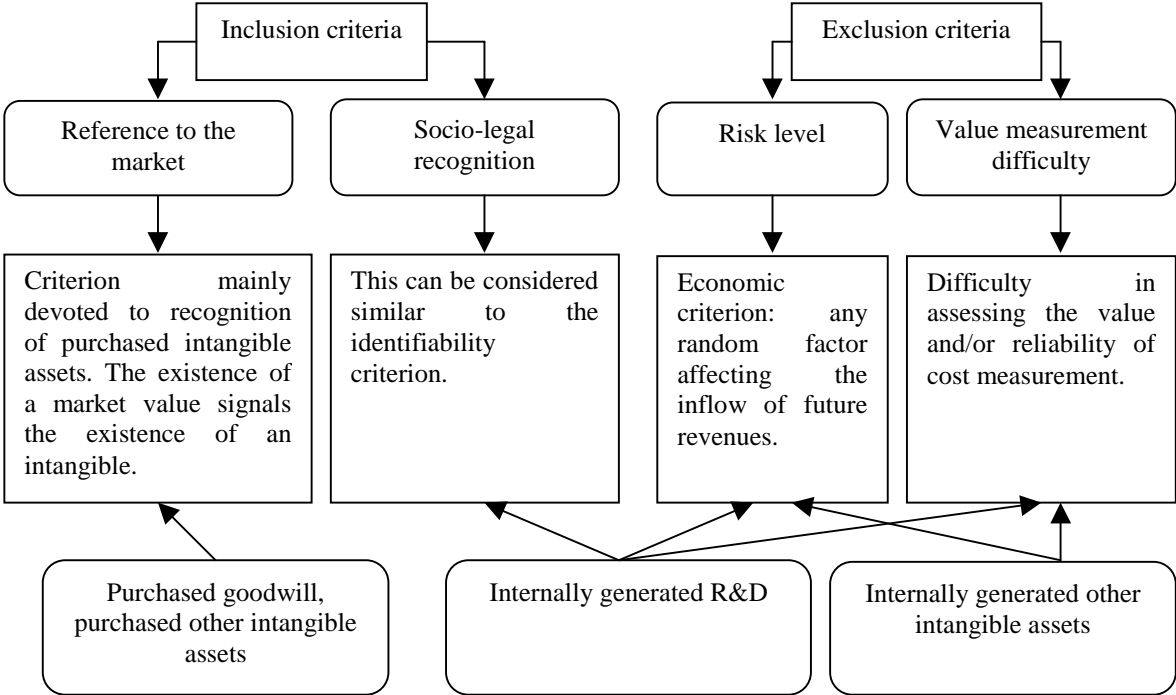 Inclusion criteria
Exclusion criteria
Reference to the
market
Socio-legal
recognition
Risk level
Value measurement
difficulty
Criterion mainly
devoted to recognition
of purchased intangible
assets. The existence of
a market value signals
the existence of an
intangible.
This can be considered
similar to the
identifiability
criterion.
Economic
criterion: any
random factor
affecting the
inflow of future
revenues.
Difficulty in
assessing the value
and/or reliability of
cost measurement.
Purchased goodwill,
purchased other intangible
assets
Internally generated R&D
Internally generated other
intangible assets